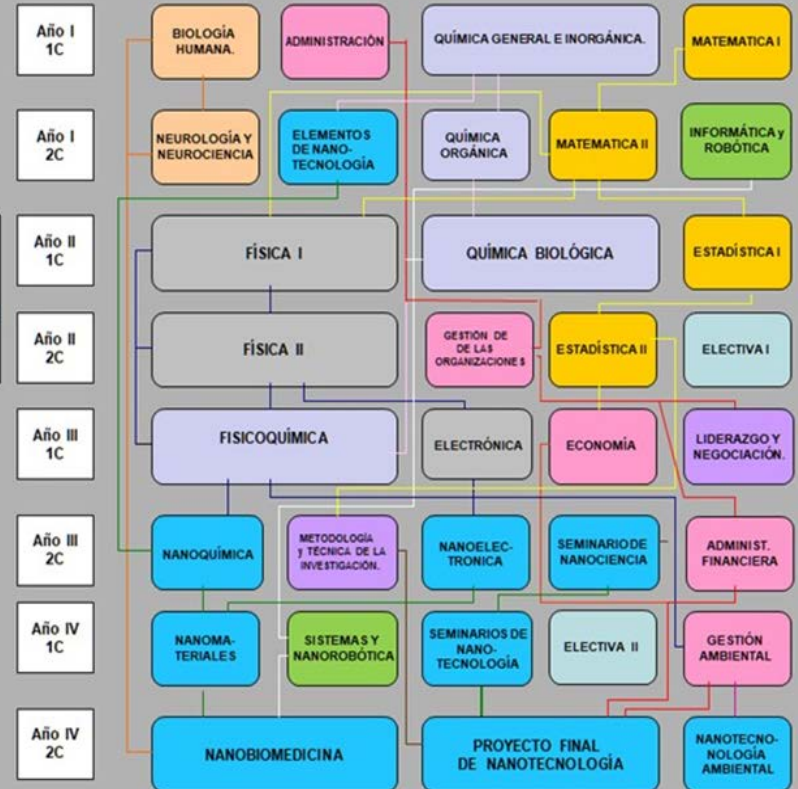 Año I
1C
BIOLOGÍA
HUMANA.
ADMINISTRACIÓN
QUÍMICA GENERAL E INORGÁNICA.
MATEMATICA I
Año I
2C
NEUROLOGÍA Y
NEUROCIENCIA
ELEMENTOS
DE NANO-
TECNOLOGÍA
QUÍMICA
ORGÁNICA
MATEMATICA II
INFORMÁTICA y
ROBÓTICA
Año II
1C
FÍSICA I
QUÍMICA BIOLÓGICA
ESTADÍSTICA I
Año II
2C
FÍSICA II
GESTIÓN DE
DE LAS
ORGANIZACIONES
ESTADÍSTICA II
ELECTIVA I
Año III
1C
FISICOQUÍMICA
ELECTRÓNICA
ECONOMÍA
LIDERAZGO Y
NEGOCIACIÓN.
Año III
2C
NANOQUÍMICA
METODOLOGÍA
y TÉCNICA DE LA
INVESTIGACIÓN.
NANOELEC-
TRONICA
SEMINARIO DE
NANOCIENCIA
ADMINIST.
FINANCIERA
Año IV
1C
NANOMA-
TERIALES
SISTEMAS Y
NANOROBÓTICA
SEMINARIOS DE
NANO-
TECNOLOGÍA
ELECTIVA II
GESTIÓN
AMBIENTAL
Año IV
2C
NANOBIOMEDICINA
PROYECTO FINAL
DE NANOTECNOLOGÍA
NANOTECNO-
NOLOGÍA
AMBIENTAL